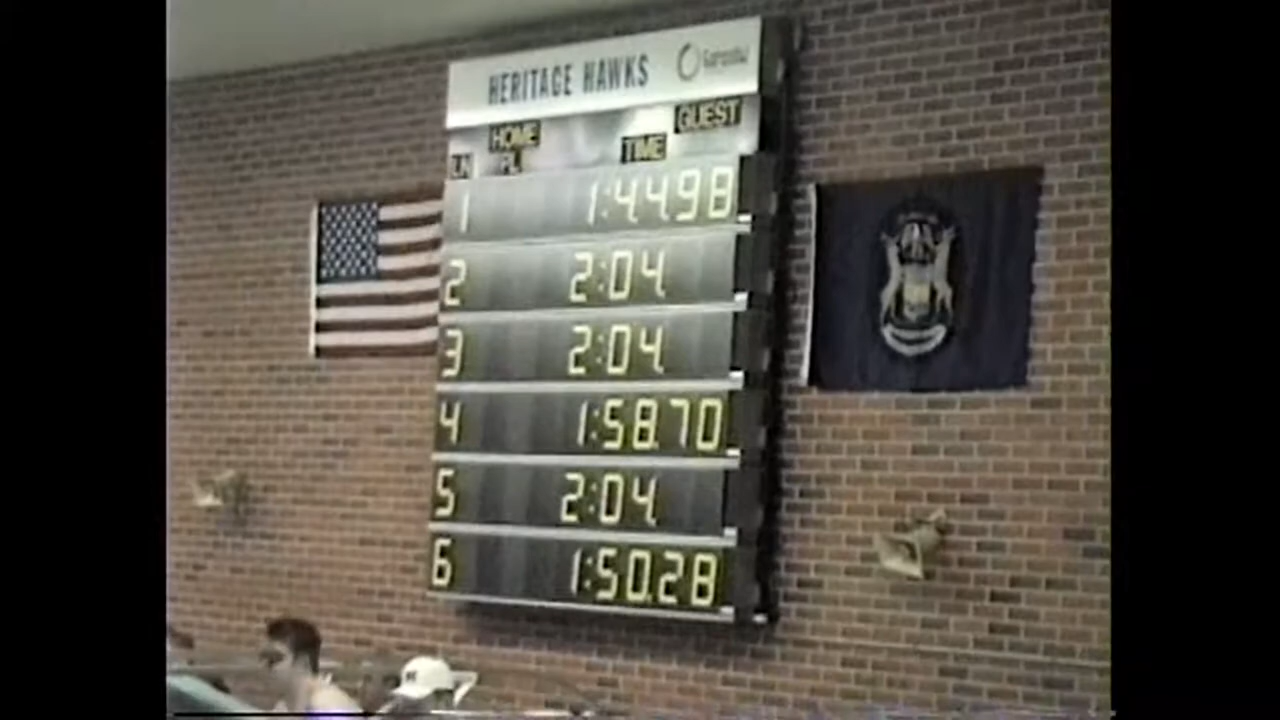 HERITAGE HAWKS
HOME GUEST
LN PL TIME
1 1:44.98
2 2:04.
3 2:04.
4 1:58.70
5 2:04.
6 1:50.28